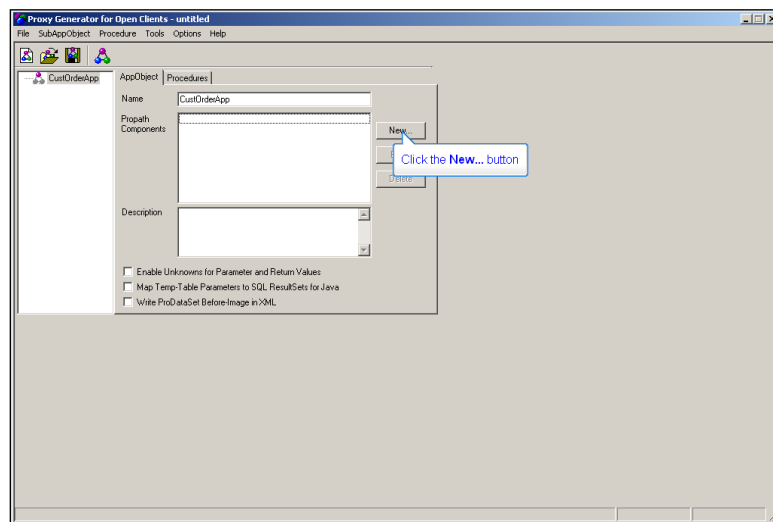 Proxy Generator for Open Clients - untitled
File SubAppObject Procedure Tools Options Help
CustOrderApp
AppObject Procedures
Name CustOrderApp
Propath
Components
New...
Click the New... button
Delete
Description
Enable Unknowns for Parameter and Return Values
Map Temp-Table Parameters to SQL ResultSets for Java
Write ProDataSet Before-Image in XML